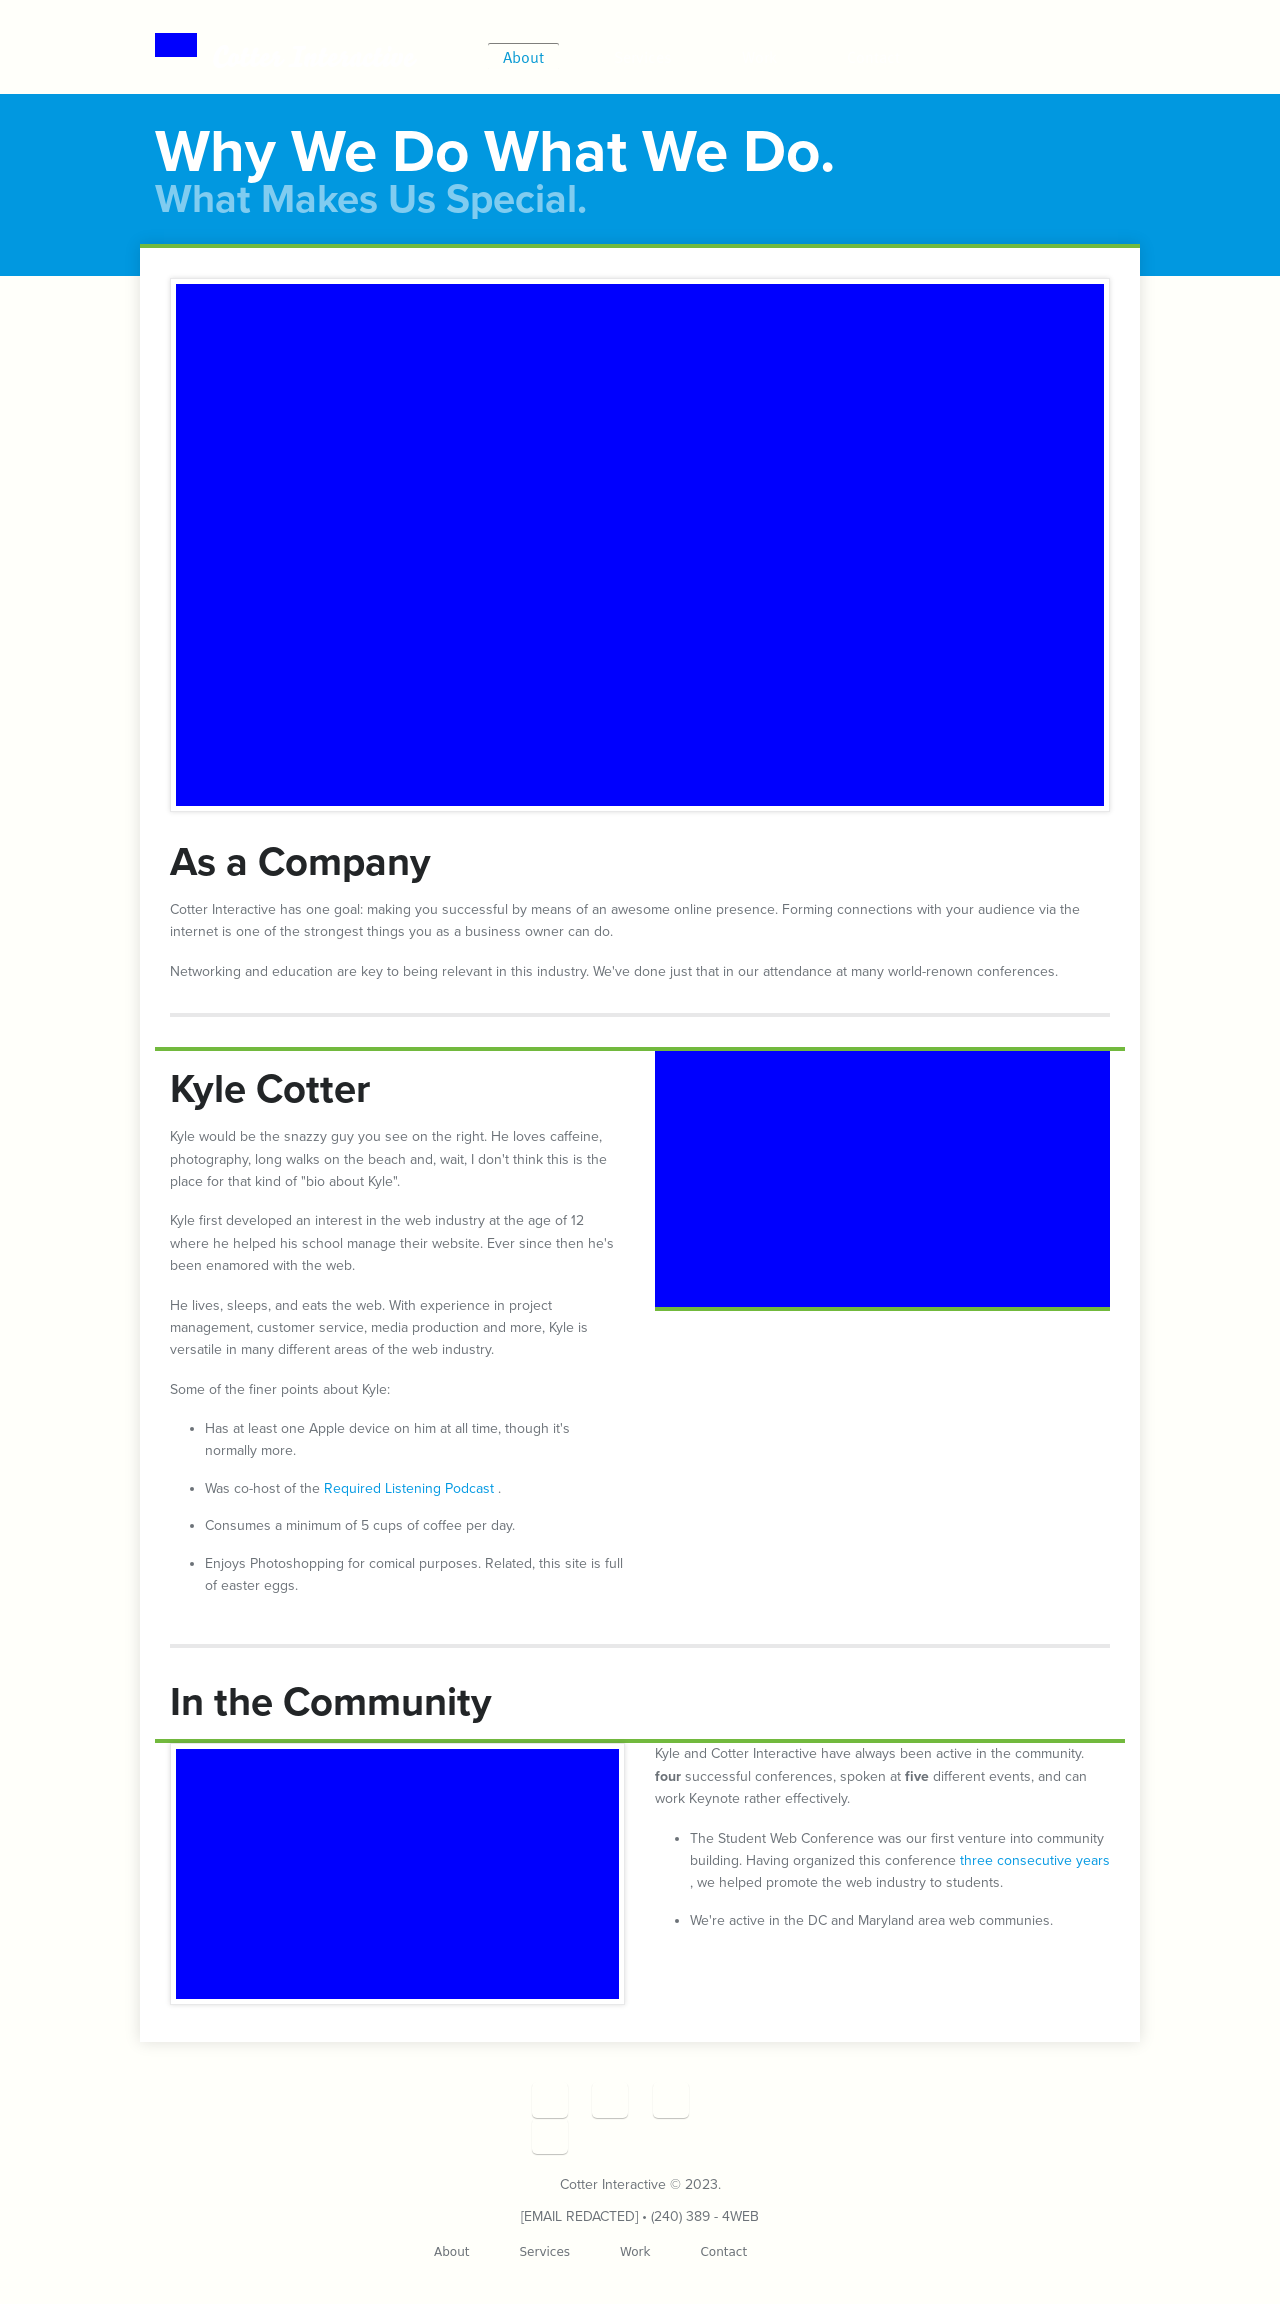 About
Why We Do What We Do.
What Makes Us Special.
As a Company
Cotter Interactive has one goal: making you successful by means of an awesome online presence. Forming connections with your audience via the
internet is one of the strongest things you as a business owner can do.
Networking and education are key to being relevant in this industry. We've done just that in our attendance at many world-renown conferences.
Kyle Cotter
Kyle would be the snazzy guy you see on the right. He loves caffeine,
photography, long walks on the beach and, wait, I don't think this is the
place for that kind of "bio about Kyle".
Kyle first developed an interest in the web industry at the age of 12
where he helped his school manage their website. Ever since then he's
been enamored with the web.
He lives, sleeps, and eats the web. With experience in project
management, customer service, media production and more, Kyle is
versatile in many different areas of the web industry.
Some of the finer points about Kyle:
• Has at least one Apple device on him at all time, though it's
normally more.
• Was co-host of the Required Listening Podcast .
• Consumes a minimum of 5 cups of coffee per day.
• Enjoys Photoshopping for comical purposes. Related, this site is full
of easter eggs.
In the Community
Kyle and Cotter Interactive have always been active in the community.
four successful conferences, spoken at five different events, and can
work Keynote rather effectively.
• The Student Web Conference was our first venture into community
building. Having organized this conference three consecutive years
, we helped promote the web industry to students.
• We're active in the DC and Maryland area web communies.
Cotter Interactive © 2023.
[EMAIL REDACTED] • (240) 389 - 4WEB
About Services Work Contact